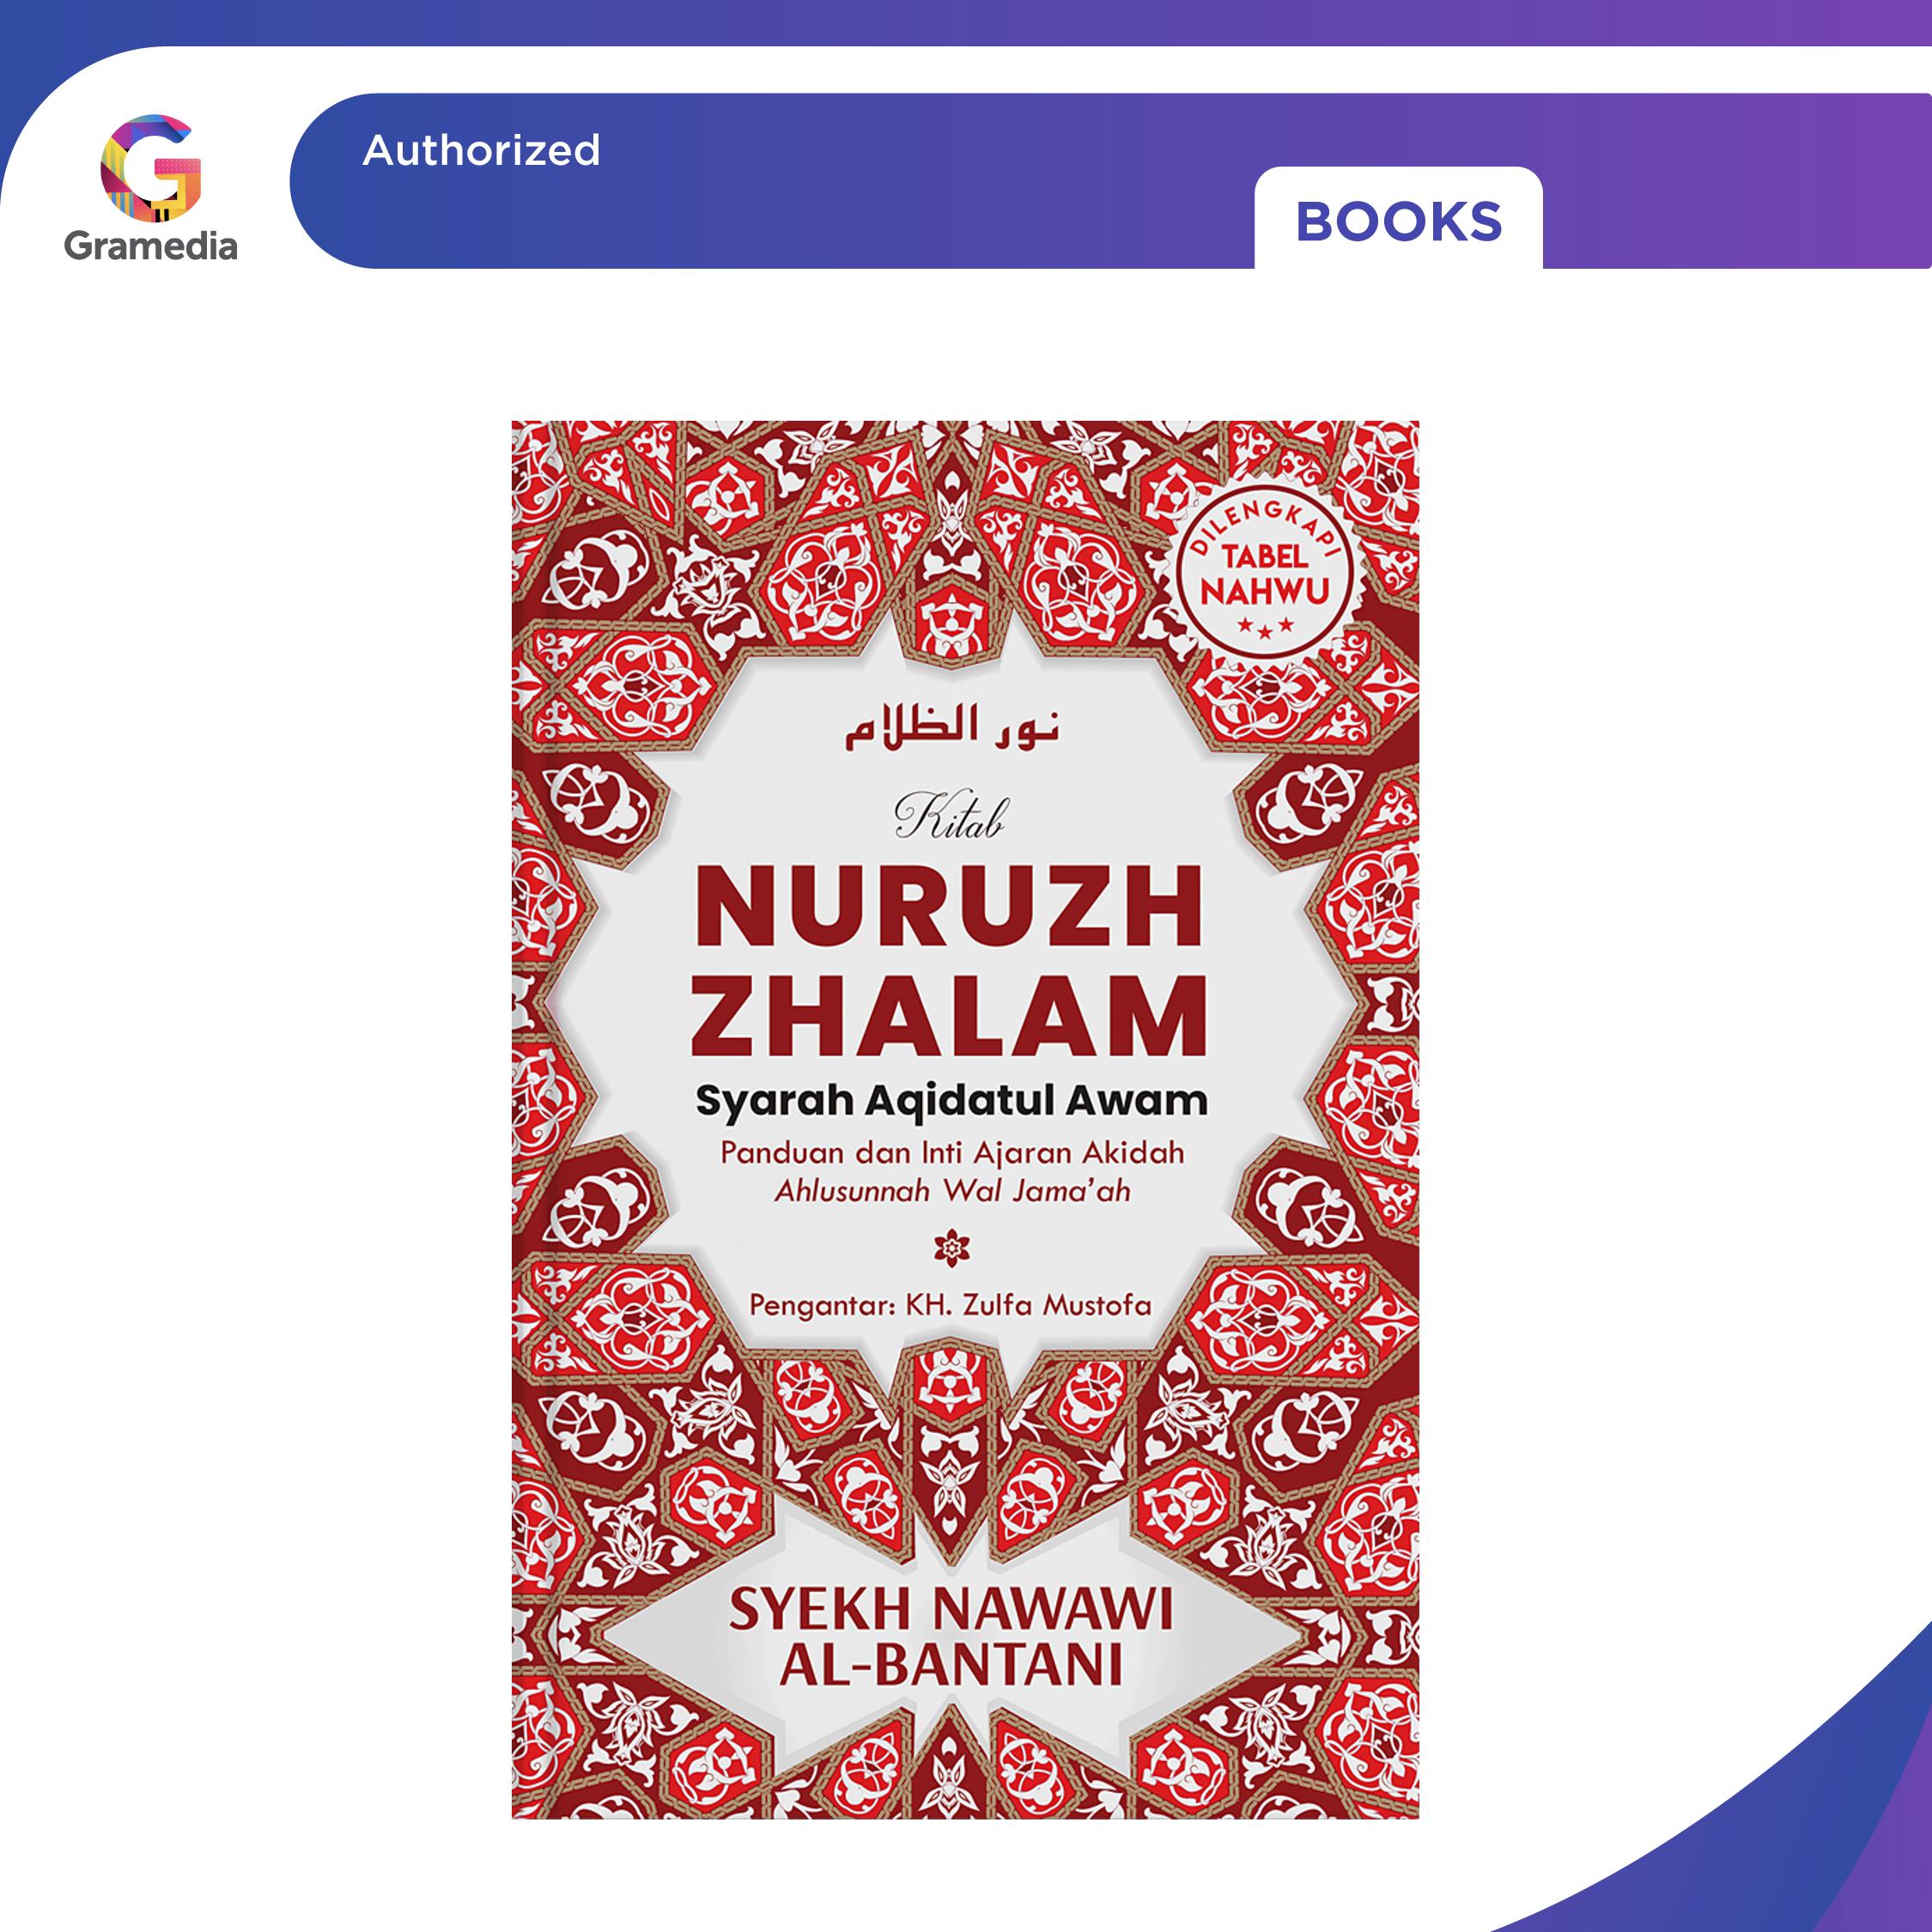 Gramedia
Authorized
BOOKS
DILENGKAPI
TABEL
NAHWU
نور الظلام
Kitab
NURUZH
ZHALAM
Syarah Aqidatul Awam
Panduan dan Inti Ajaran Akidah
Ahlusunnah Wal Jama'ah
Pengantar: KH. Zulfa Mustofa
SYEKH NAWAWI
AL-BANTANI